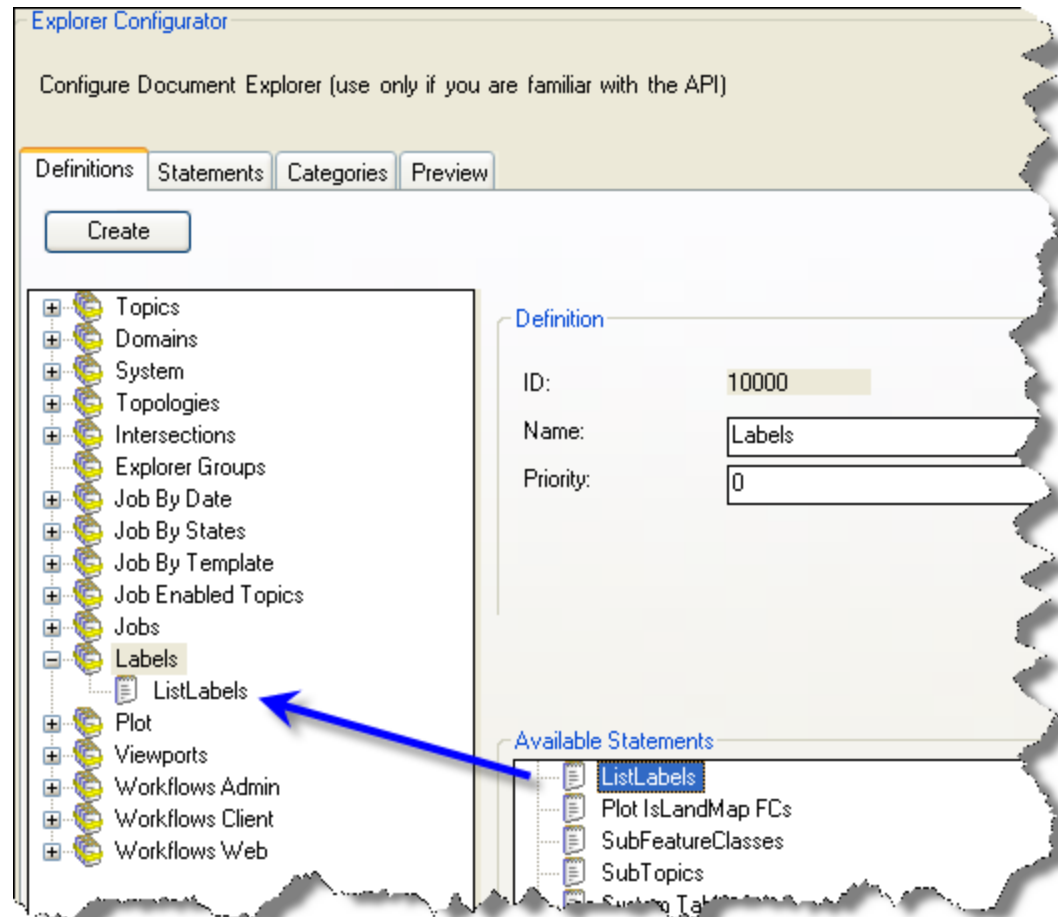 Explorer Configurator
Configure Document Explorer (use only if you are familiar with the API)
Definitions Statements Categories Preview
Create
Topics
Domains
System
Topologies
Intersections
Explorer Groups
Job By Date
Job By States
Job By Template
Job Enabled Topics
Jobs
Labels
ListLabels
Plot
Viewports
Workflows Admin
Workflows Client
Workflows Web
Definition
ID: 10000
Name: Labels
Priority: 0
Available Statements
ListLabels
Plot IsLandMap FCs
SubFeatureClasses
SubTopics
System